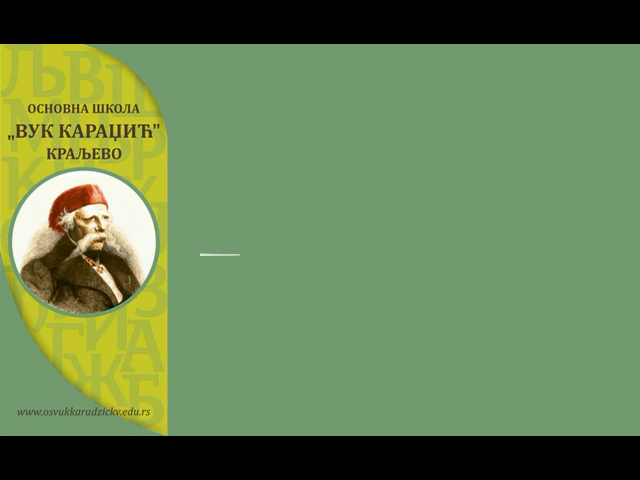 ОСНОВНА ШКОЛА
„ВУК КАРАЏИЋ"
КРАЉЕВО
www.osvukkaradzickv.edu.rs